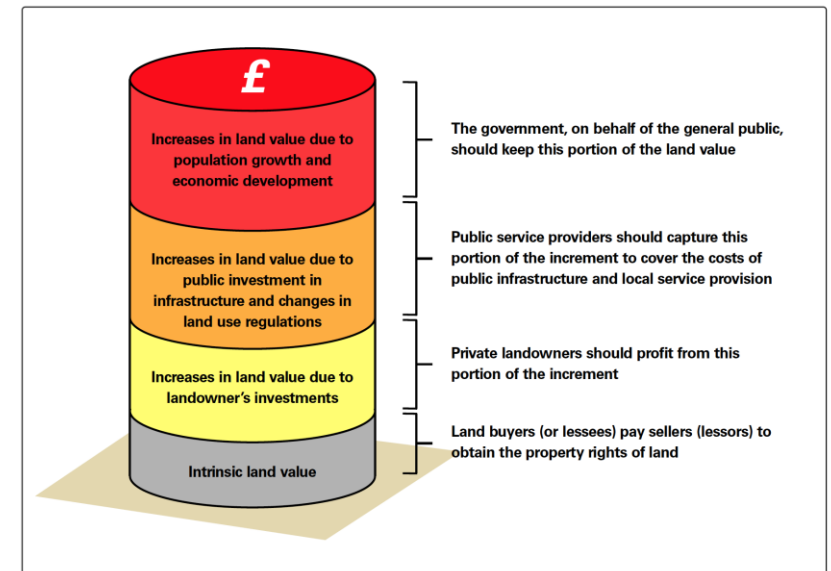 £
Increases in land value due to
population growth and
economic development
The government, on behalf of the general public,
should keep this portion of the land value
Increases in land value due to
public investment in
infrastructure and changes in
land use regulations
Public service providers should capture this
portion of the increment to cover the costs of
public infrastructure and local service provision
Increases in land value due to
landowner's investments
Private landowners should profit from this
portion of the increment
Intrinsic land value
Land buyers (or lessees) pay sellers (lessors) to
obtain the property rights of land